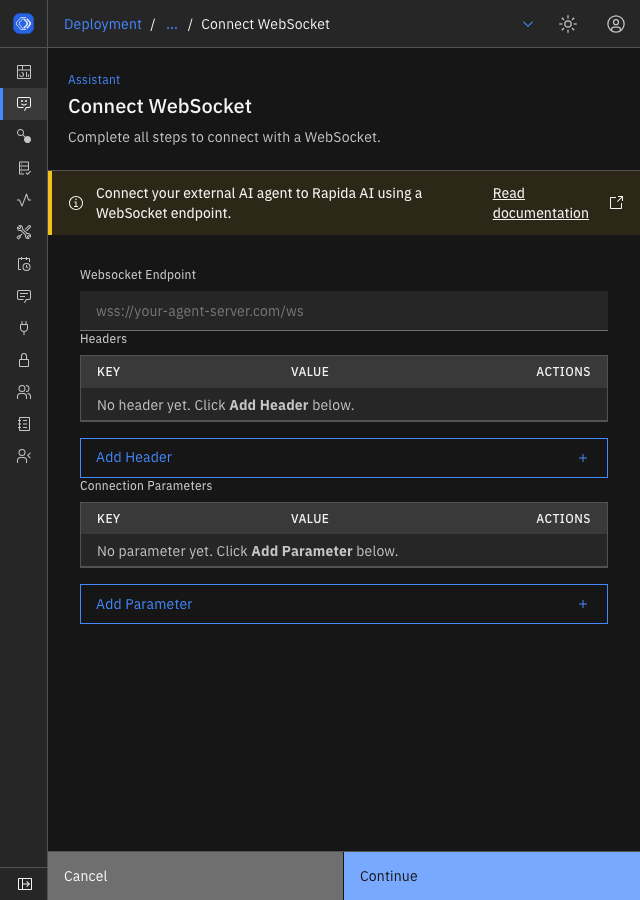 Deployment / ... / Connect WebSocket
Assistant
Connect WebSocket
Complete all steps to connect with a WebSocket.
Connect your external AI agent to Rapida AI using a
WebSocket endpoint.
Read
documentation
Websocket Endpoint
wss://your-agent-server.com/ws
Headers
KEY VALUE ACTIONS
No header yet. Click Add Header below.
Add Header +
Connection Parameters
KEY VALUE ACTIONS
No parameter yet. Click Add Parameter below.
Add Parameter +
Cancel Continue